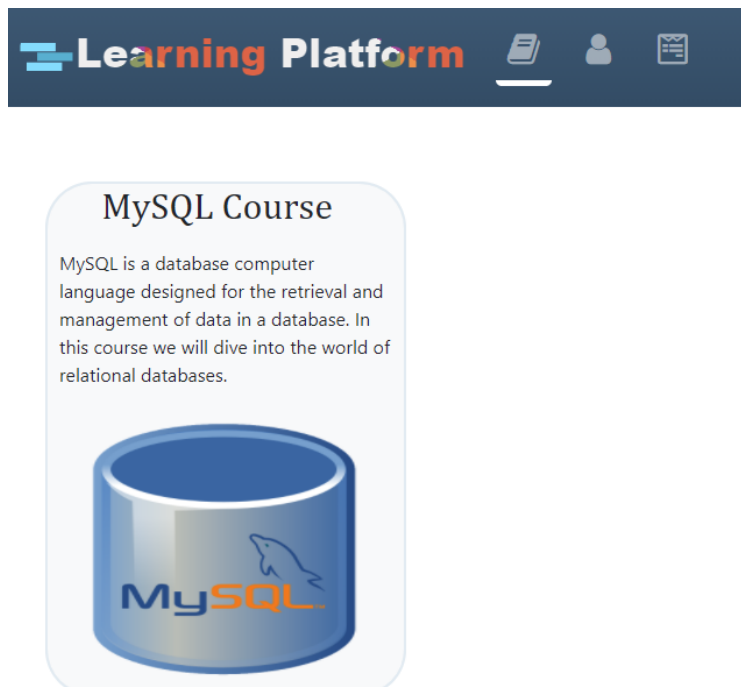 Learning Platform
MySQL Course
MySQL is a database computer
language designed for the retrieval and
management of data in a database. In
this course we will dive into the world of
relational databases.
MySQL